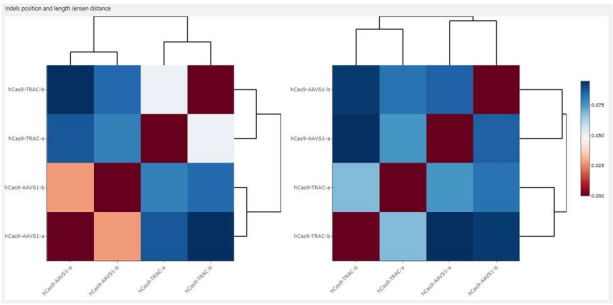 Indels position and length Jensen distance
hCas9-TRAC-b
hCas9-TRAC-a
hCas9-AAVS1-b
hCas9-AAVS1-a
hCas9-AAVS1-a
hCas9-AAVS1-b
hCas9-TRAC-a
hCas9-TRAC-b
hCas9-AAVS1-b
hCas9-AAVS1-a
hCas9-TRAC-a
hCas9-TRAC-b
hCas9-TRAC-b
hCas9-TRAC-a
hCas9-AAVS1-a
hCas9-AAVS1-b
0.075
0.050
0.025
0.000